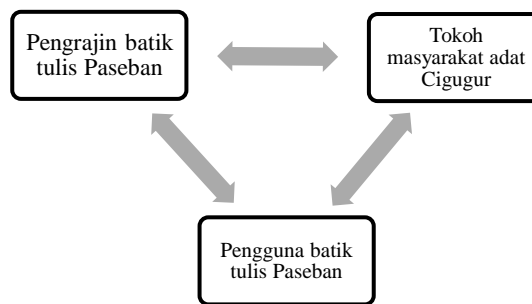 Pengrajin batik
tulis Paseban
Tokoh
masyarakat adat
Cigugur
Pengguna batik
tulis Paseban